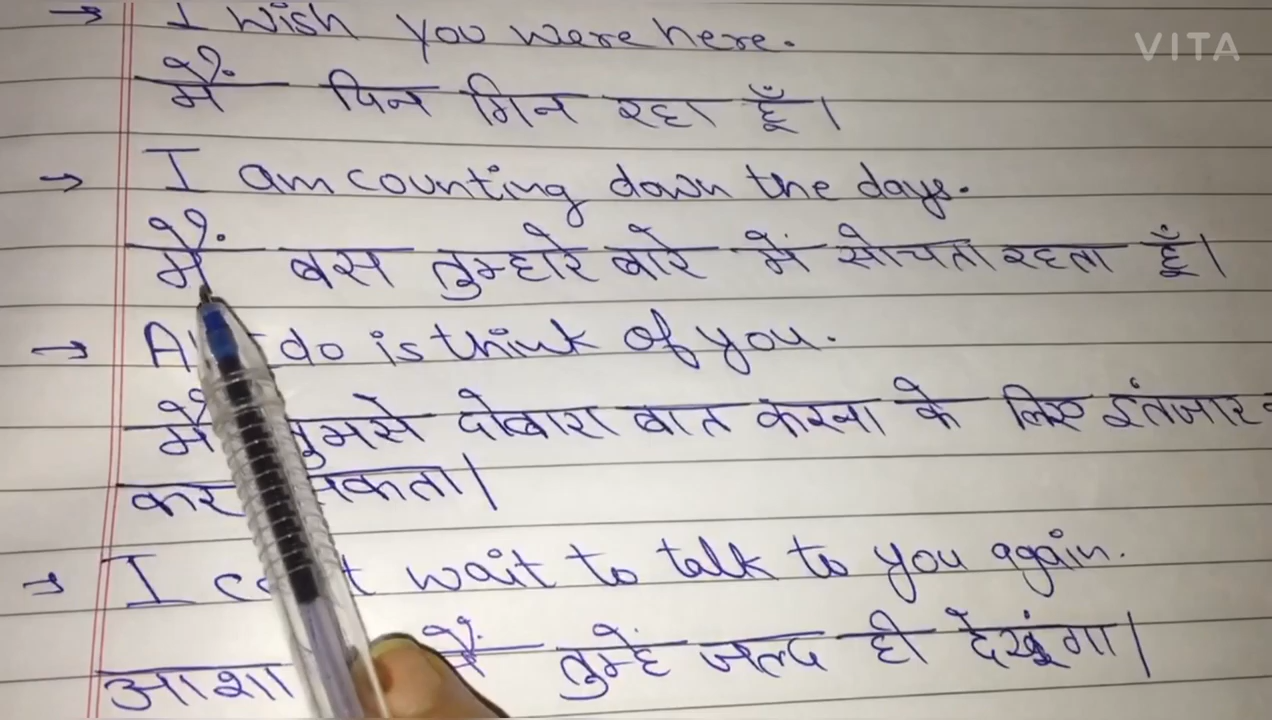 → I wish you were here.
VITA
मैं दिन गिन रहा हूँ।
→ I am counting down the days.
मैं बस तुम्हारे बारे में सोचता रहता हूँ।
→ do is think of you.
मैं तुमसे दोबारा बात करना के लिए इंतजार
कर सकता।
→ I wait to talk to you again.
आशा मैं तुम्हें जल्द ही देखूंगा।